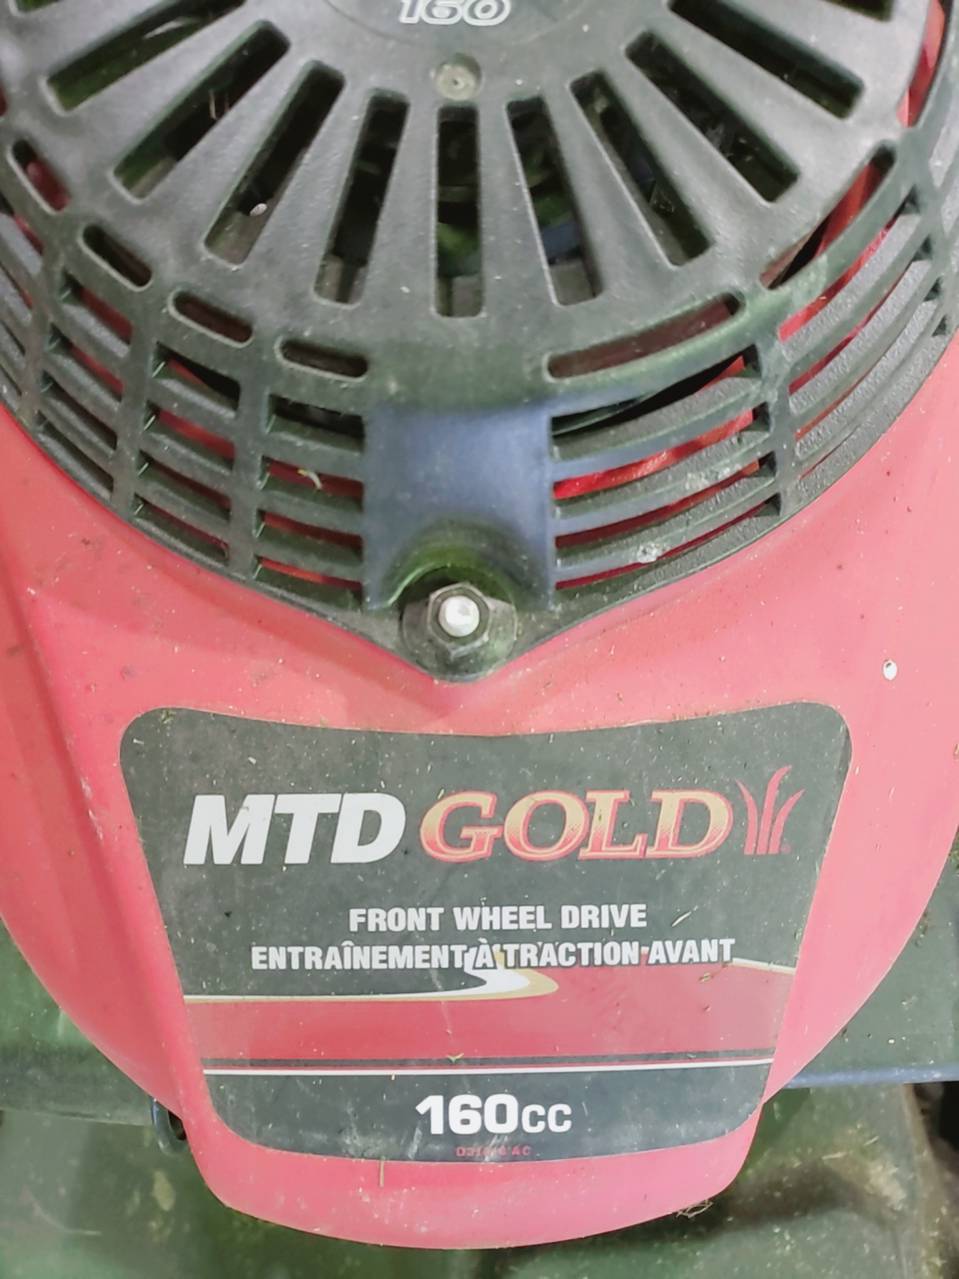 160
MTD GOLD
FRONT WHEEL DRIVE
ENTRAÎNEMENT À TRACTION AVANT
160CC